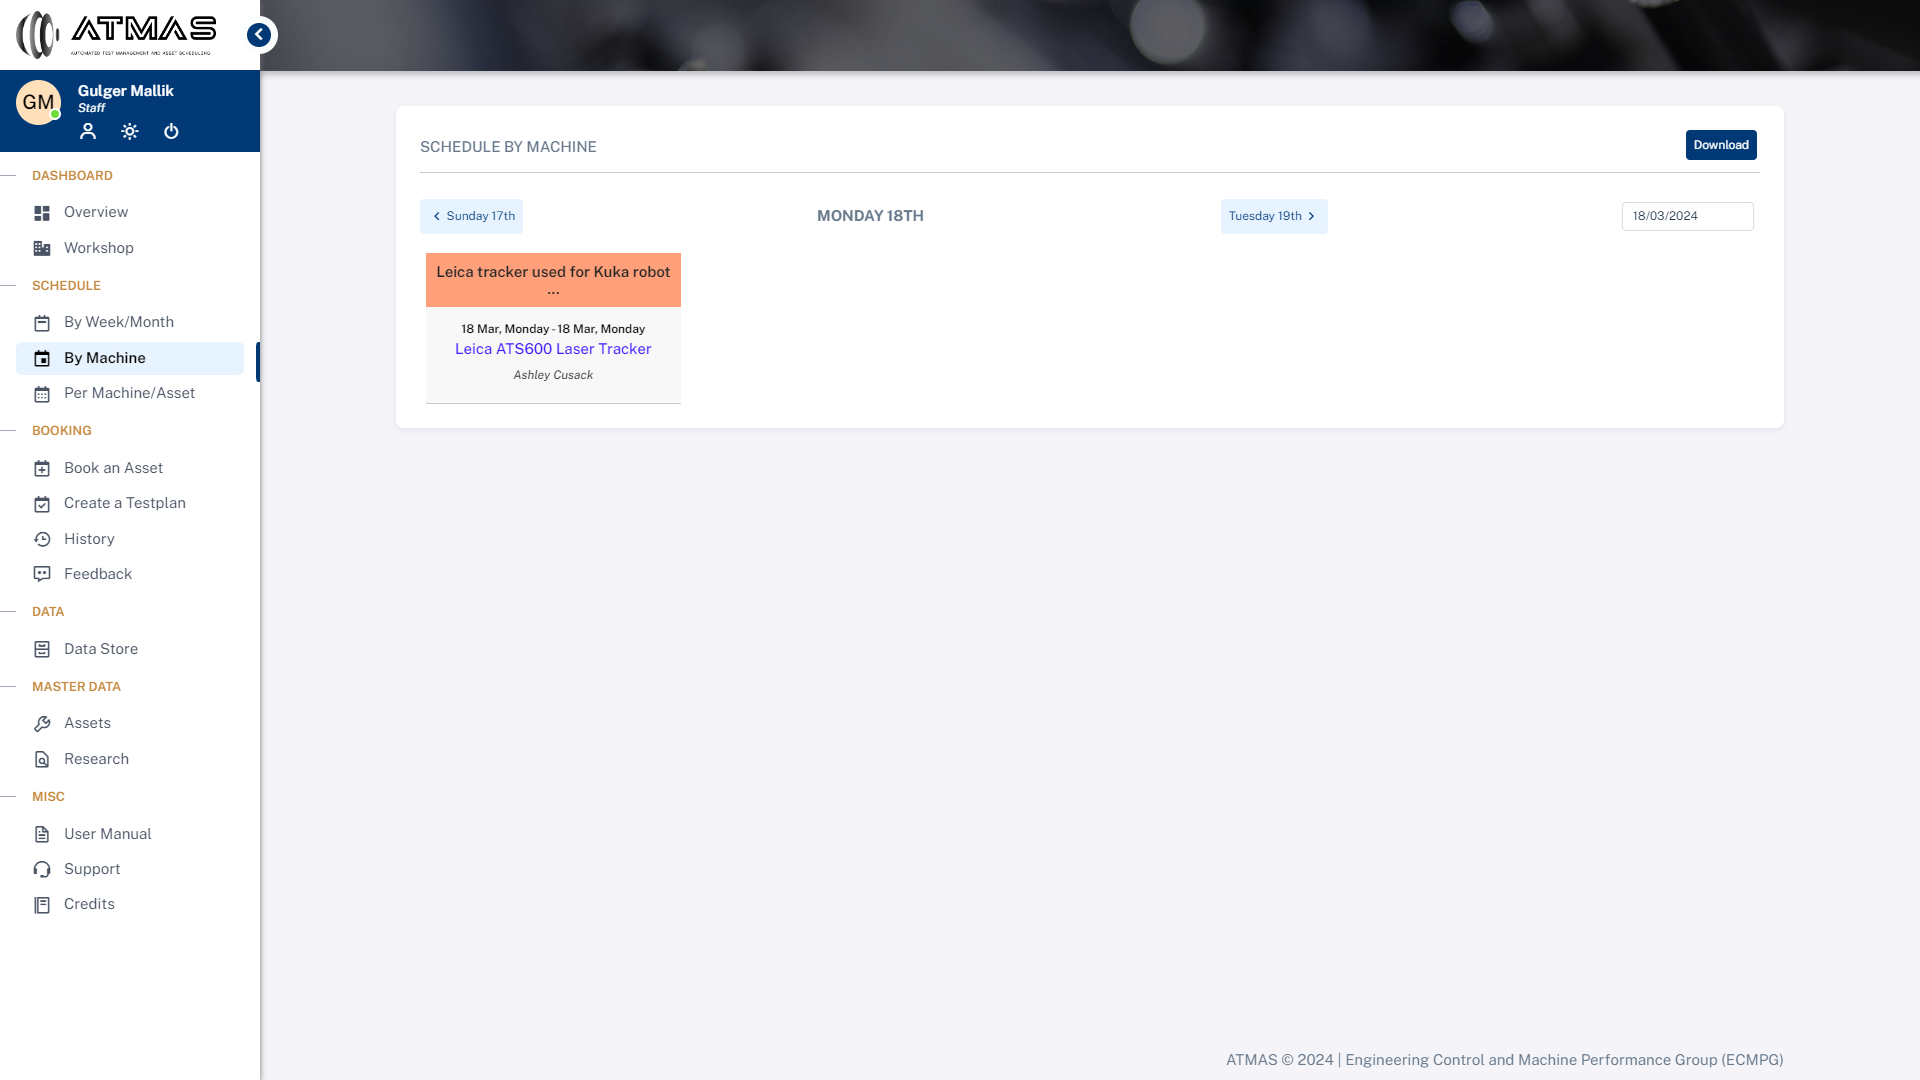 ATMAS
AUTOMATED TEST MANAGEMENT AND ASSET SCHEDULING
GM
Gulger Mallik
Staff
DASHBOARD
Overview
Workshop
SCHEDULE
By Week/Month
By Machine
Per Machine/Asset
BOOKING
Book an Asset
Create a Testplan
History
Feedback
DATA
Data Store
MASTER DATA
Assets
Research
MISC
User Manual
Support
Credits
SCHEDULE BY MACHINE
Download
Sunday 17th
MONDAY 18TH
Tuesday 19th
18/03/2024
Leica tracker used for Kuka robot
...
18 Mar, Monday - 18 Mar, Monday
Leica ATS600 Laser Tracker
Ashley Cusack
ATMAS © 2024 | Engineering Control and Machine Performance Group (ECMPG)